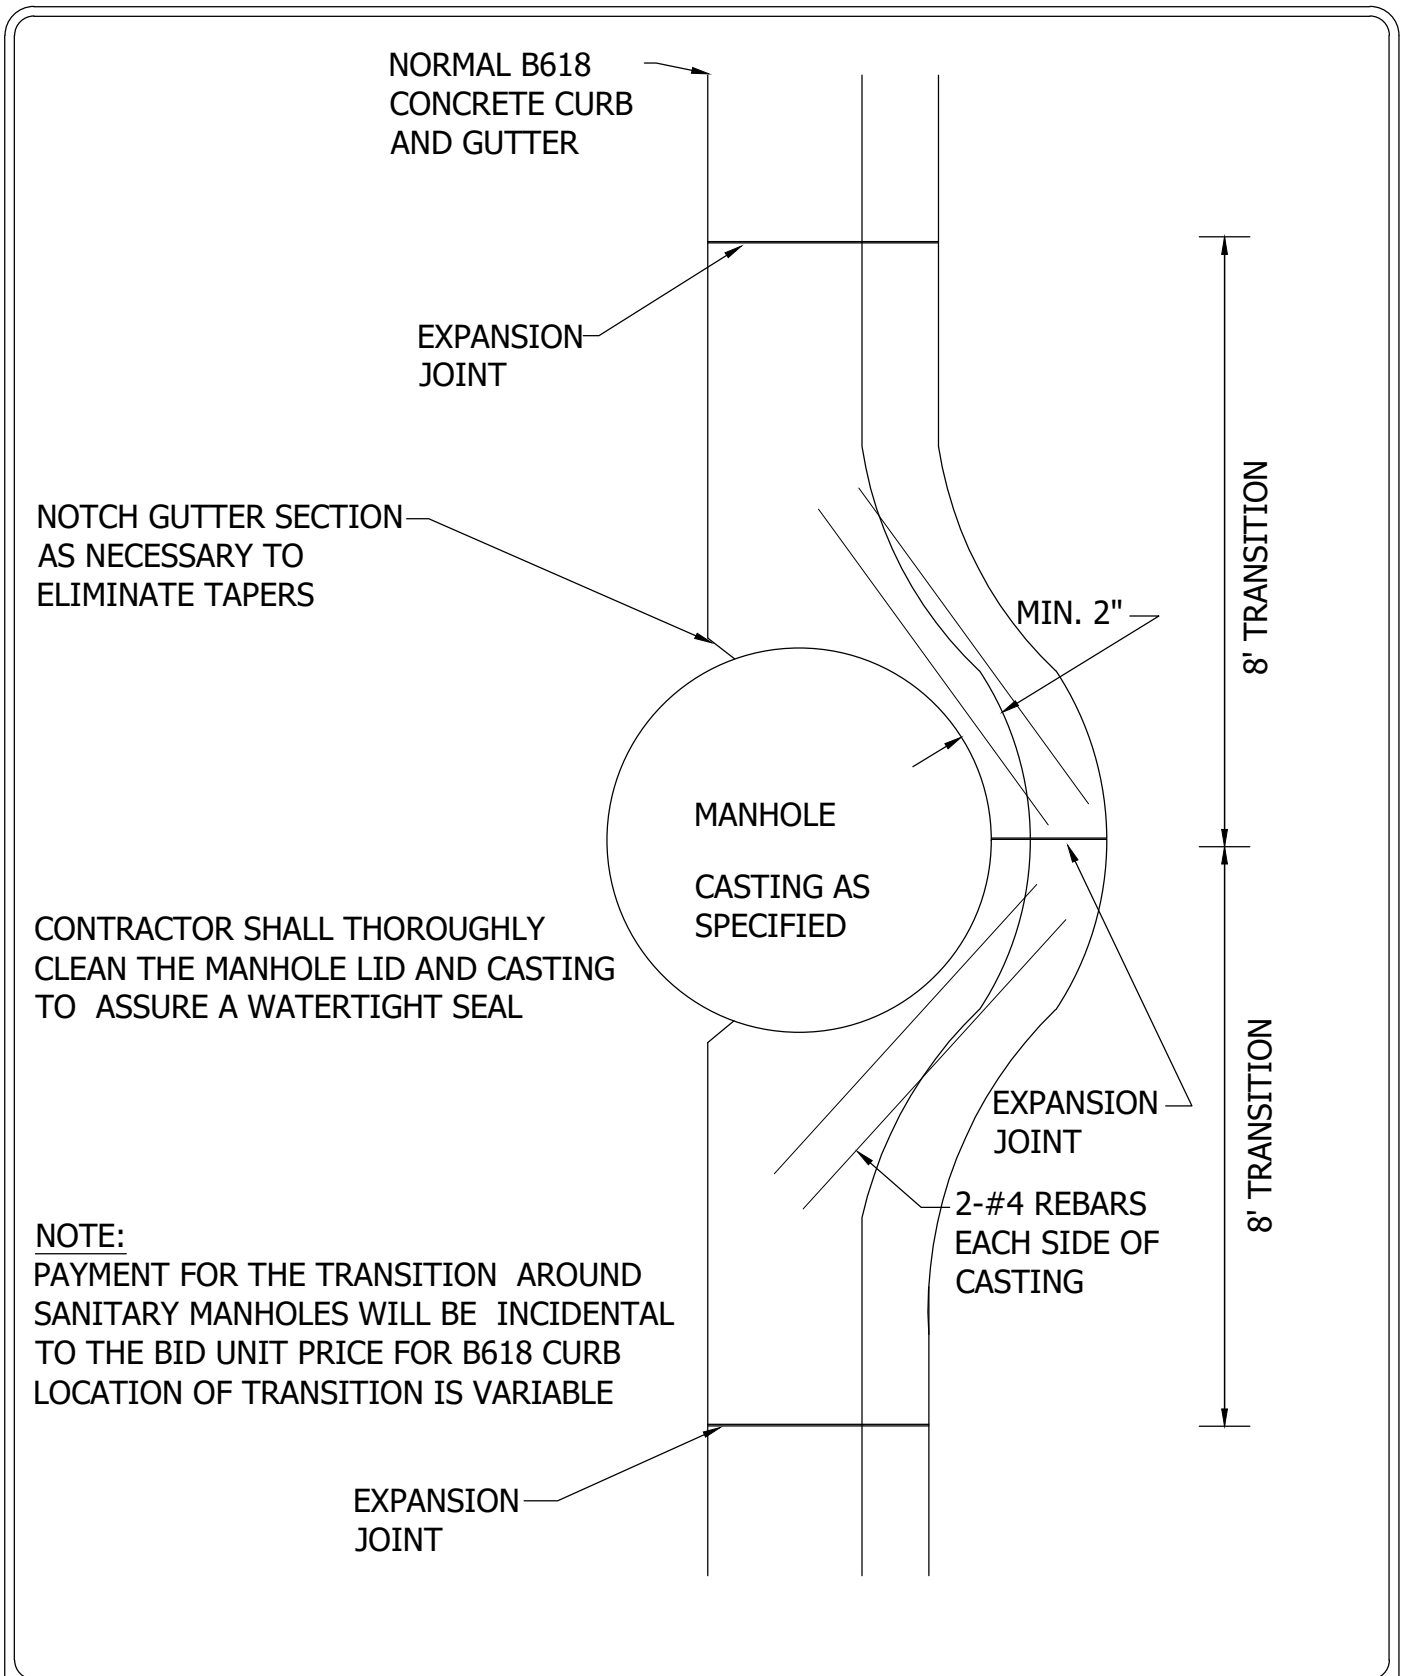 NORMAL B618
CONCRETE CURB
AND GUTTER
EXPANSION
JOINT
NOTCH GUTTER SECTION
AS NECESSARY TO
ELIMINATE TAPERS
MIN. 2"
8' TRANSITION
MANHOLE
CASTING AS
SPECIFIED
CONTRACTOR SHALL THOROUGHLY
CLEAN THE MANHOLE LID AND CASTING
TO ASSURE A WATERTIGHT SEAL
EXPANSION
JOINT
8' TRANSITION
2-#4 REBARS
EACH SIDE OF
CASTING
NOTE:
PAYMENT FOR THE TRANSITION AROUND
SANITARY MANHOLES WILL BE INCIDENTAL
TO THE BID UNIT PRICE FOR B618 CURB
LOCATION OF TRANSITION IS VARIABLE
EXPANSION
JOINT